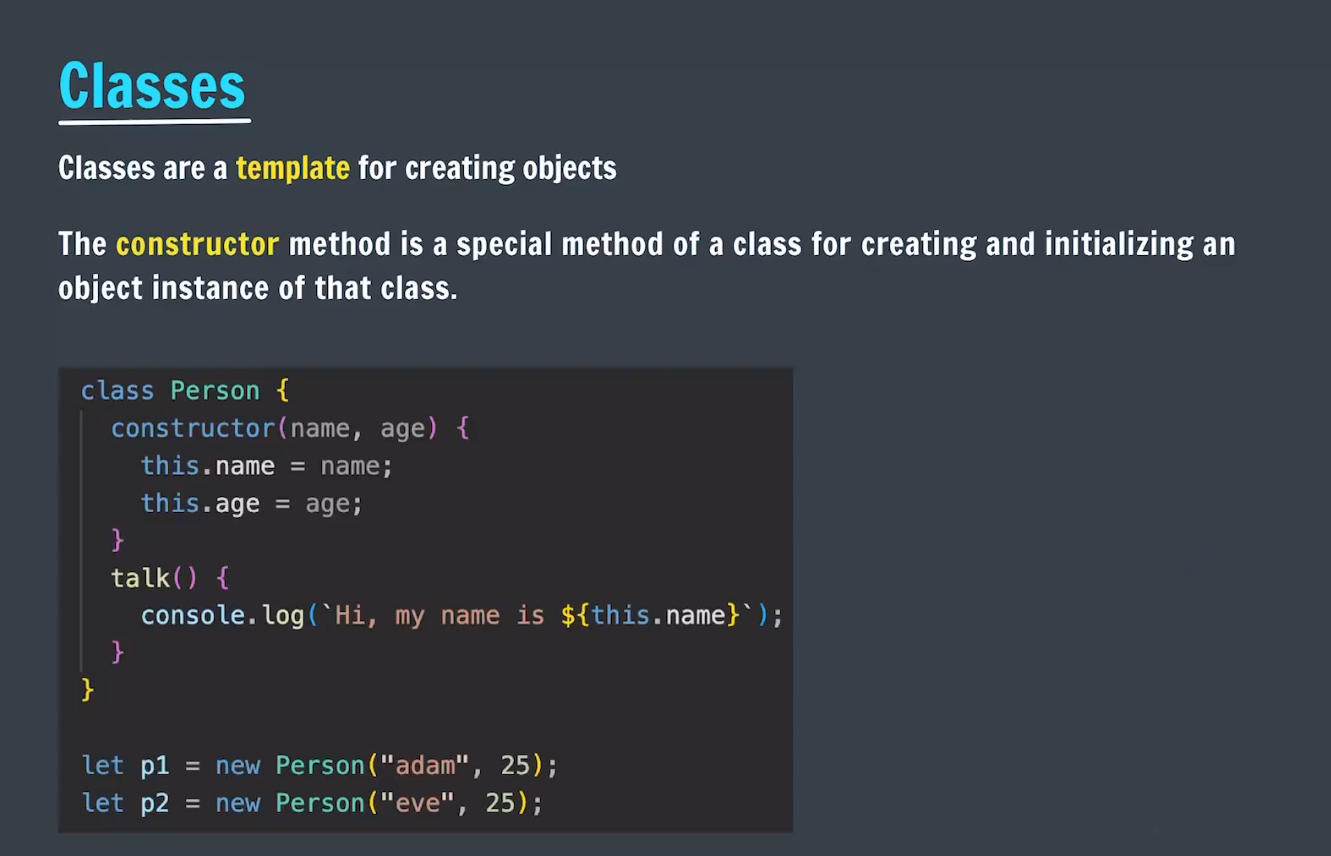 Classes
Classes are a template for creating objects
The constructor method is a special method of a class for creating and initializing an
object instance of that class.
class Person {
  constructor(name, age) {
    this.name = name;
    this.age = age;
  }
  talk() {
    console.log(`Hi, my name is ${this.name}`);
  }
}
let p1 = new Person("adam", 25);
let p2 = new Person("eve", 25);